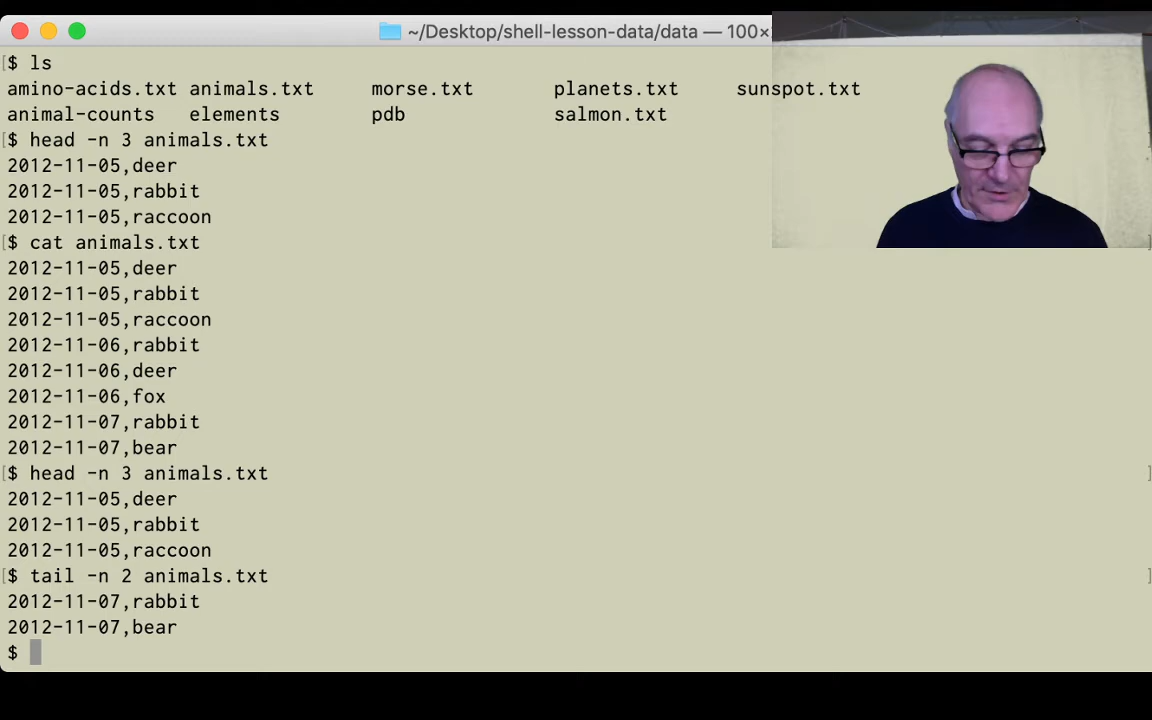 ~/Desktop/shell-lesson-data/data — 100×
$ ls
amino-acids.txt animals.txt morse.txt planets.txt sunspot.txt
animal-counts elements pdb salmon.txt
$ head -n 3 animals.txt
2012-11-05,deer
2012-11-05,rabbit
2012-11-05,raccoon
$ cat animals.txt
2012-11-05,deer
2012-11-05,rabbit
2012-11-05,raccoon
2012-11-06,rabbit
2012-11-06,deer
2012-11-06,fox
2012-11-07,rabbit
2012-11-07,bear
$ head -n 3 animals.txt
2012-11-05,deer
2012-11-05,rabbit
2012-11-05,raccoon
$ tail -n 2 animals.txt
2012-11-07,rabbit
2012-11-07,bear
$